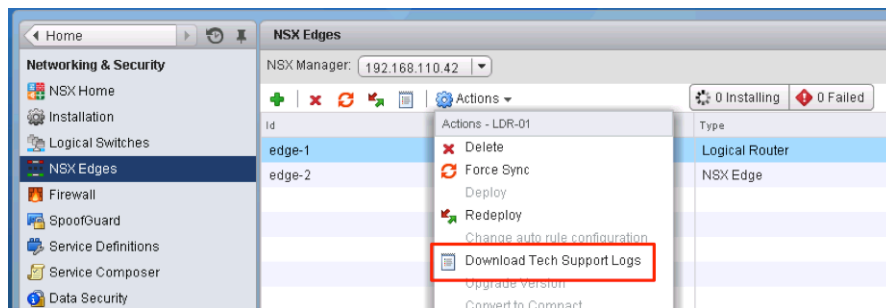 Home
NSX Edges
Networking & Security
NSX Manager: 192.168.110.42
NSX Home
Actions
0 Installing
0 Failed
Installation
Id
Actions - LDR-01
Type
Logical Switches
edge-1
Delete
Logical Router
NSX Edges
edge-2
Force Sync
NSX Edge
Firewall
Deploy
SpoofGuard
Redeploy
Change auto rule configuration
Service Definitions
Download Tech Support Logs
Service Composer
Upgrade Version
Data Security
Convert to Compact